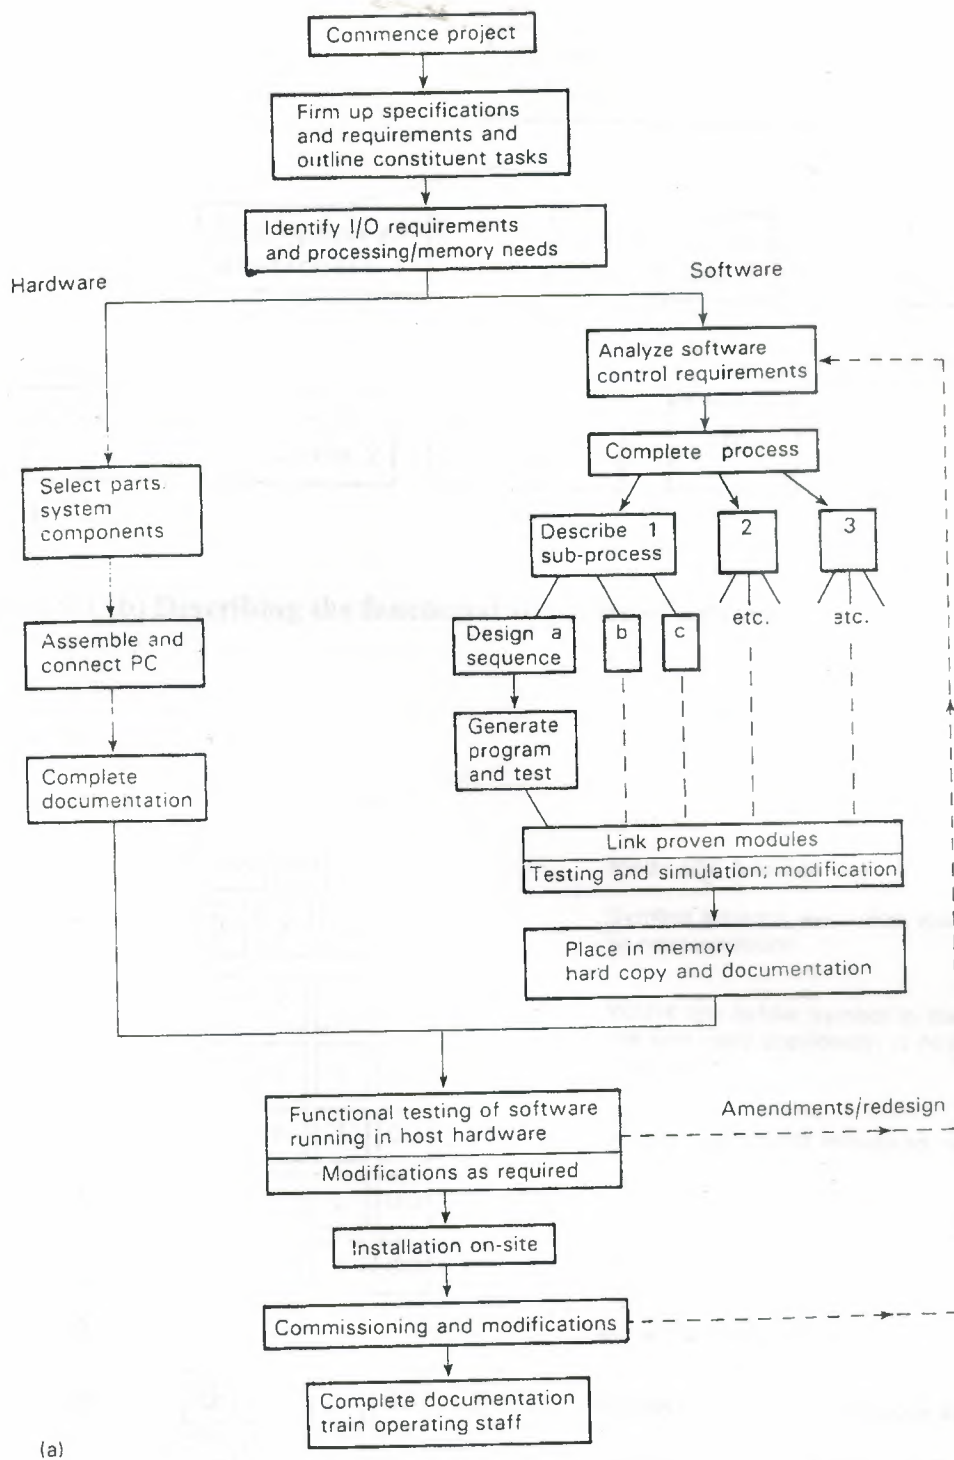 Commence project
Firm up specifications
and requirements and
outline constituent tasks
Identify I/O requirements
and processing/memory needs
Hardware
Software
Analyze software
control requirements
Complete process
Select parts.
system
components
Describe 1
sub-process
2
3
etc.
etc.
Assemble and
connect PC
Design a
sequence
b
c
Generate
program
and test
Complete
documentation
Link proven modules
Testing and simulation; modification
Place in memory
hard copy and documentation
Functional testing of software
running in host hardware
Modifications as required
Amendments/redesign
Installation on-site
Commissioning and modifications
Complete documentation
train operating staff
(a)